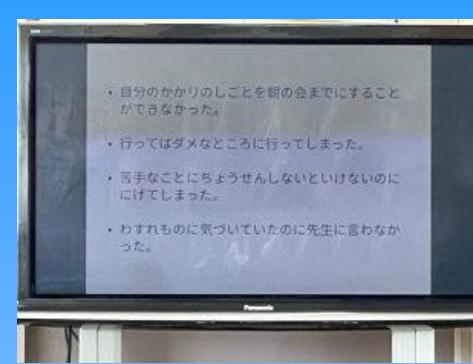 ・自分のかかりのしごとを朝の会までにすること
ができなかった。
・行ってはダメなところに行ってしまった。
・苦手なことにちょうせんしないといけないのに
にげてしまった。
・わすれものに気づいていたのに先生に言わなか
った。
Panasonic